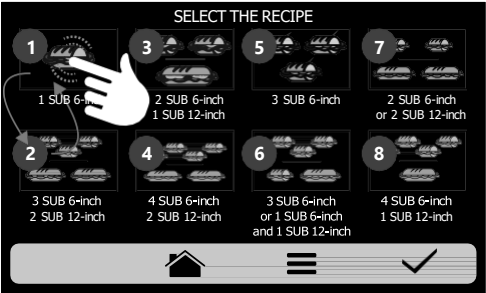 SELECT THE RECIPE
1
3
5
7
1 SUB 6-
2 SUB 6-inch
1 SUB 12-inch
3 SUB 6-inch
2 SUB 6-inch
or 2 SUB 12-inch
2
4
6
8
3 SUB 6-inch
2 SUB 12-inch
4 SUB 6-inch
2 SUB 12-inch
3 SUB 6-inch
or 1 SUB 6-inch
and 1 SUB 12-inch
4 SUB 6-inch
1 SUB 12-inch